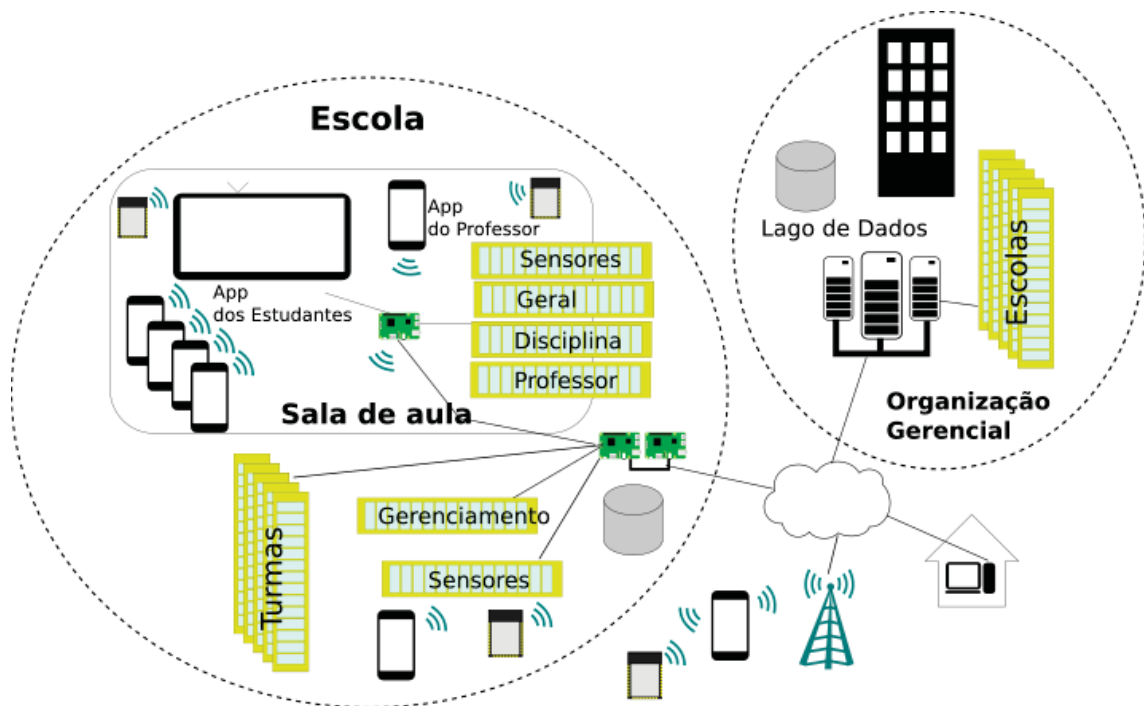 Escola
App
do Professor
Sensores
Geral
Disciplina
Professor
App
dos Estudantes
Sala de aula
Turmas
Gerenciamento
Sensores
Lago de Dados
Escolas
Organização
Gerencial